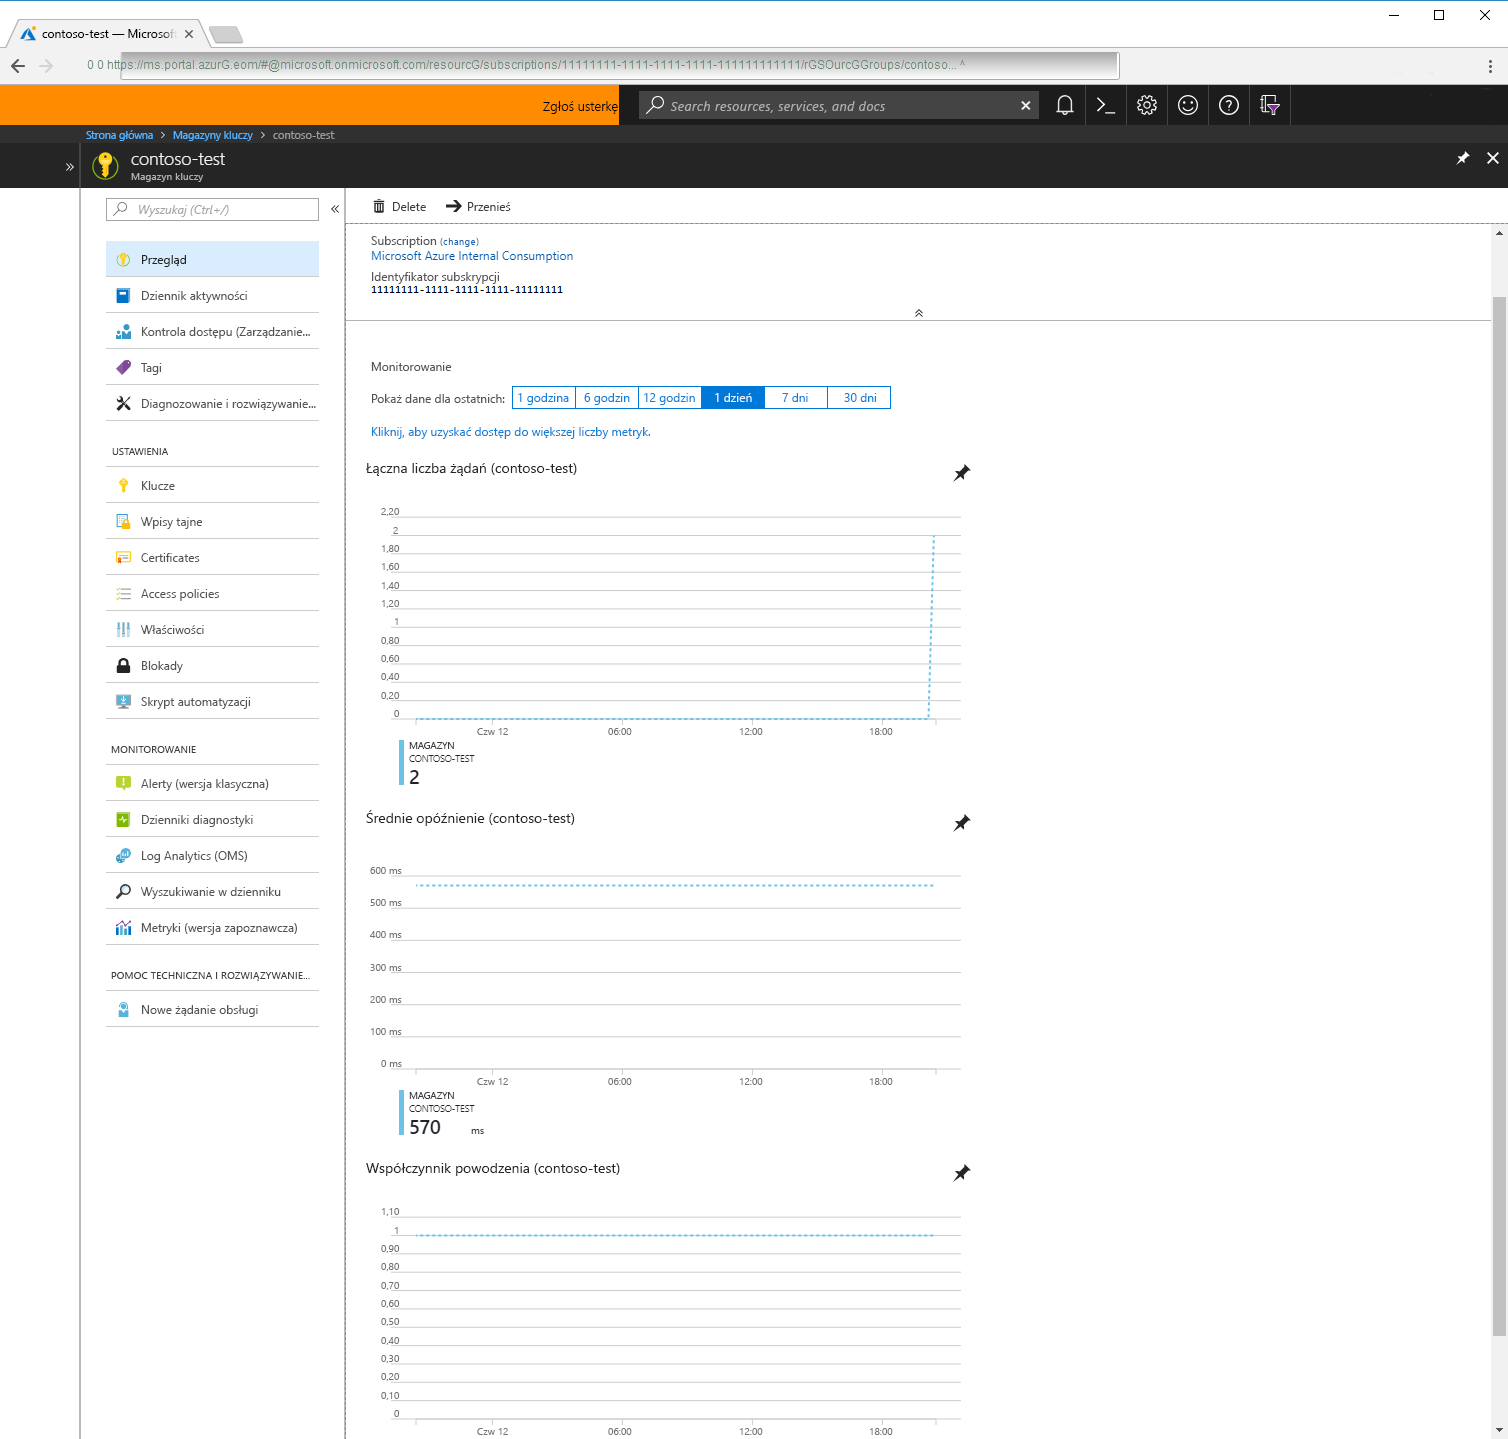 contoso-test — Microsof
0 0 https://ms.portal.azurG.eom/#@microsoft.onmicrosoft.com/resourcG/subscriptions/11111111-1111-1111-1111-111111111111/rGSOurcGGroups/contoso... ^
Zgłoś usterkę
Search resources, services, and docs
Strona główna > Magazyny kluczy > contoso-test
contoso-test
Magazyn kluczy
Wyszukaj (Ctrl+/)
Przegląd
Dziennik aktywności
Kontrola dostępu (Zarządzanie...
Tagi
Diagnozowanie i rozwiązywanie...
USTAWIENIA
Klucze
Wpisy tajne
Certificates
Access policies
Właściwości
Blokady
Skrypt automatyzacji
MONITOROWANIE
Alerty (wersja klasyczna)
Dzienniki diagnostyki
Log Analytics (OMS)
Wyszukiwanie w dzienniku
Metryki (wersja zapoznawcza)
POMOC TECHNICZNA I ROZWIĄZYWANIE...
Nowe żądanie obsługi
Delete Przenieś
Subscription (change)
Microsoft Azure Internal Consumption
Identyfikator subskrypcji
11111111-1111-1111-1111-11111111
Monitorowanie
Pokaż dane dla ostatnich: 1 godzina 6 godzin 12 godzin 1 dzień 7 dni 30 dni
Kliknij, aby uzyskać dostęp do większej liczby metryk.
Łączna liczba żądań (contoso-test)
2,20
2
1,80
1,60
1,40
1,20
1
0,80
0,60
0,40
0,20
0
Czw 12 06:00 12:00 18:00
MAGAZYN
CONTOSO-TEST
2
Średnie opóźnienie (contoso-test)
600 ms
500 ms
400 ms
300 ms
200 ms
100 ms
0 ms
Czw 12 06:00 12:00 18:00
MAGAZYN
CONTOSO-TEST
570 ms
Współczynnik powodzenia (contoso-test)
1,10
1
0,90
0,80
0,70
0,60
0,50
0,40
0,30
0,20
0,10
0
Czw 12 06:00 12:00 18:00